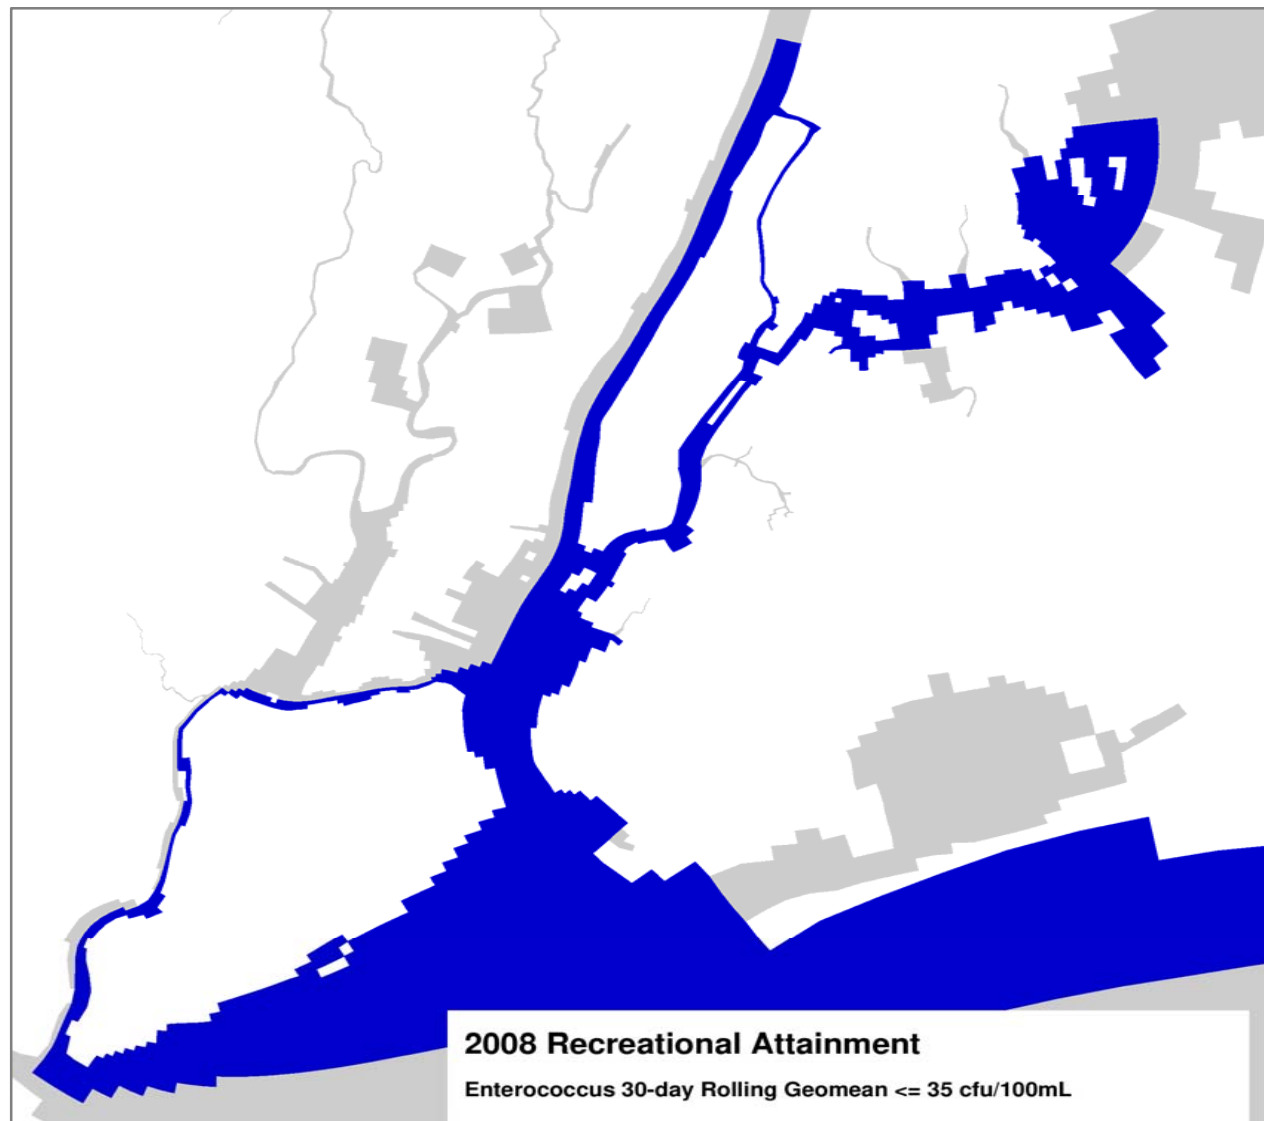 2008 Recreational Attainment
Enterococcus 30-day Rolling Geomean <= 35 cfu/100mL